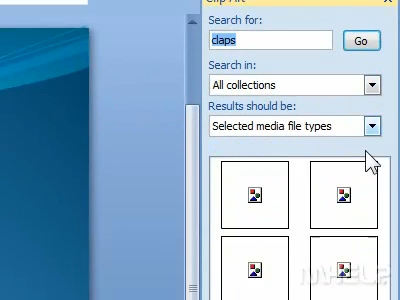 Clip Art
Search for:
claps
Go
Search in:
All collections
Results should be:
Selected media file types
MHELP